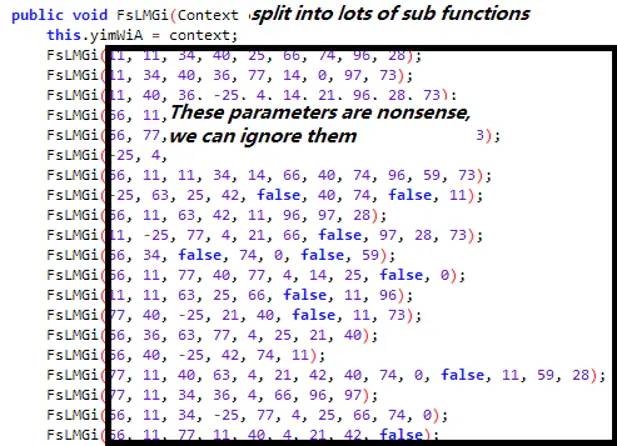 public void FsLMGi(Context split into lots of sub functions
this.yimWiA = context;
FsLMGi(11, 11, 34, 40, 25, 66, 74, 96, 28);
FsLMGi(11, 34, 40, 36, 77, 14, 0, 97, 73);
FsLMGi(11, 40, 36, -25, 4, 14, 21, 96, 28, 73);
FsLMGi(56, 11, These parameters are nonsense,
FsLMGi(56, 77, we can ignore them 3);
FsLMGi(-25, 4,
FsLMGi(56, 11, 11, 34, 14, 66, 40, 74, 96, 59, 73);
FsLMGi(-25, 63, 25, 42, false, 40, 74, false, 11);
FsLMGi(56, 11, 63, 42, 11, 96, 97, 28);
FsLMGi(11, -25, 77, 4, 21, 66, false, 97, 28, 73);
FsLMGi(56, 34, false, 74, 0, false, 59);
FsLMGi(56, 11, 77, 40, 77, 4, 14, 25, false, 0);
FsLMGi(11, 11, 63, 25, 66, false, 11, 96);
FsLMGi(77, 40, -25, 21, 40, false, 11, 73);
FsLMGi(56, 36, 63, 77, 4, 25, 21, 40);
FsLMGi(56, 40, -25, 42, 74, 11);
FsLMGi(77, 11, 40, 63, 4, 21, 42, 40, 74, 0, false, 11, 59, 28);
FsLMGi(77, 11, 34, 36, 4, 66, 96, 97);
FsLMGi(56, 11, 34, -25, 77, 4, 25, 66, 74, 0);
FsLMGi(56, 11, 77, 11, 40, 4, 21, 42, false);